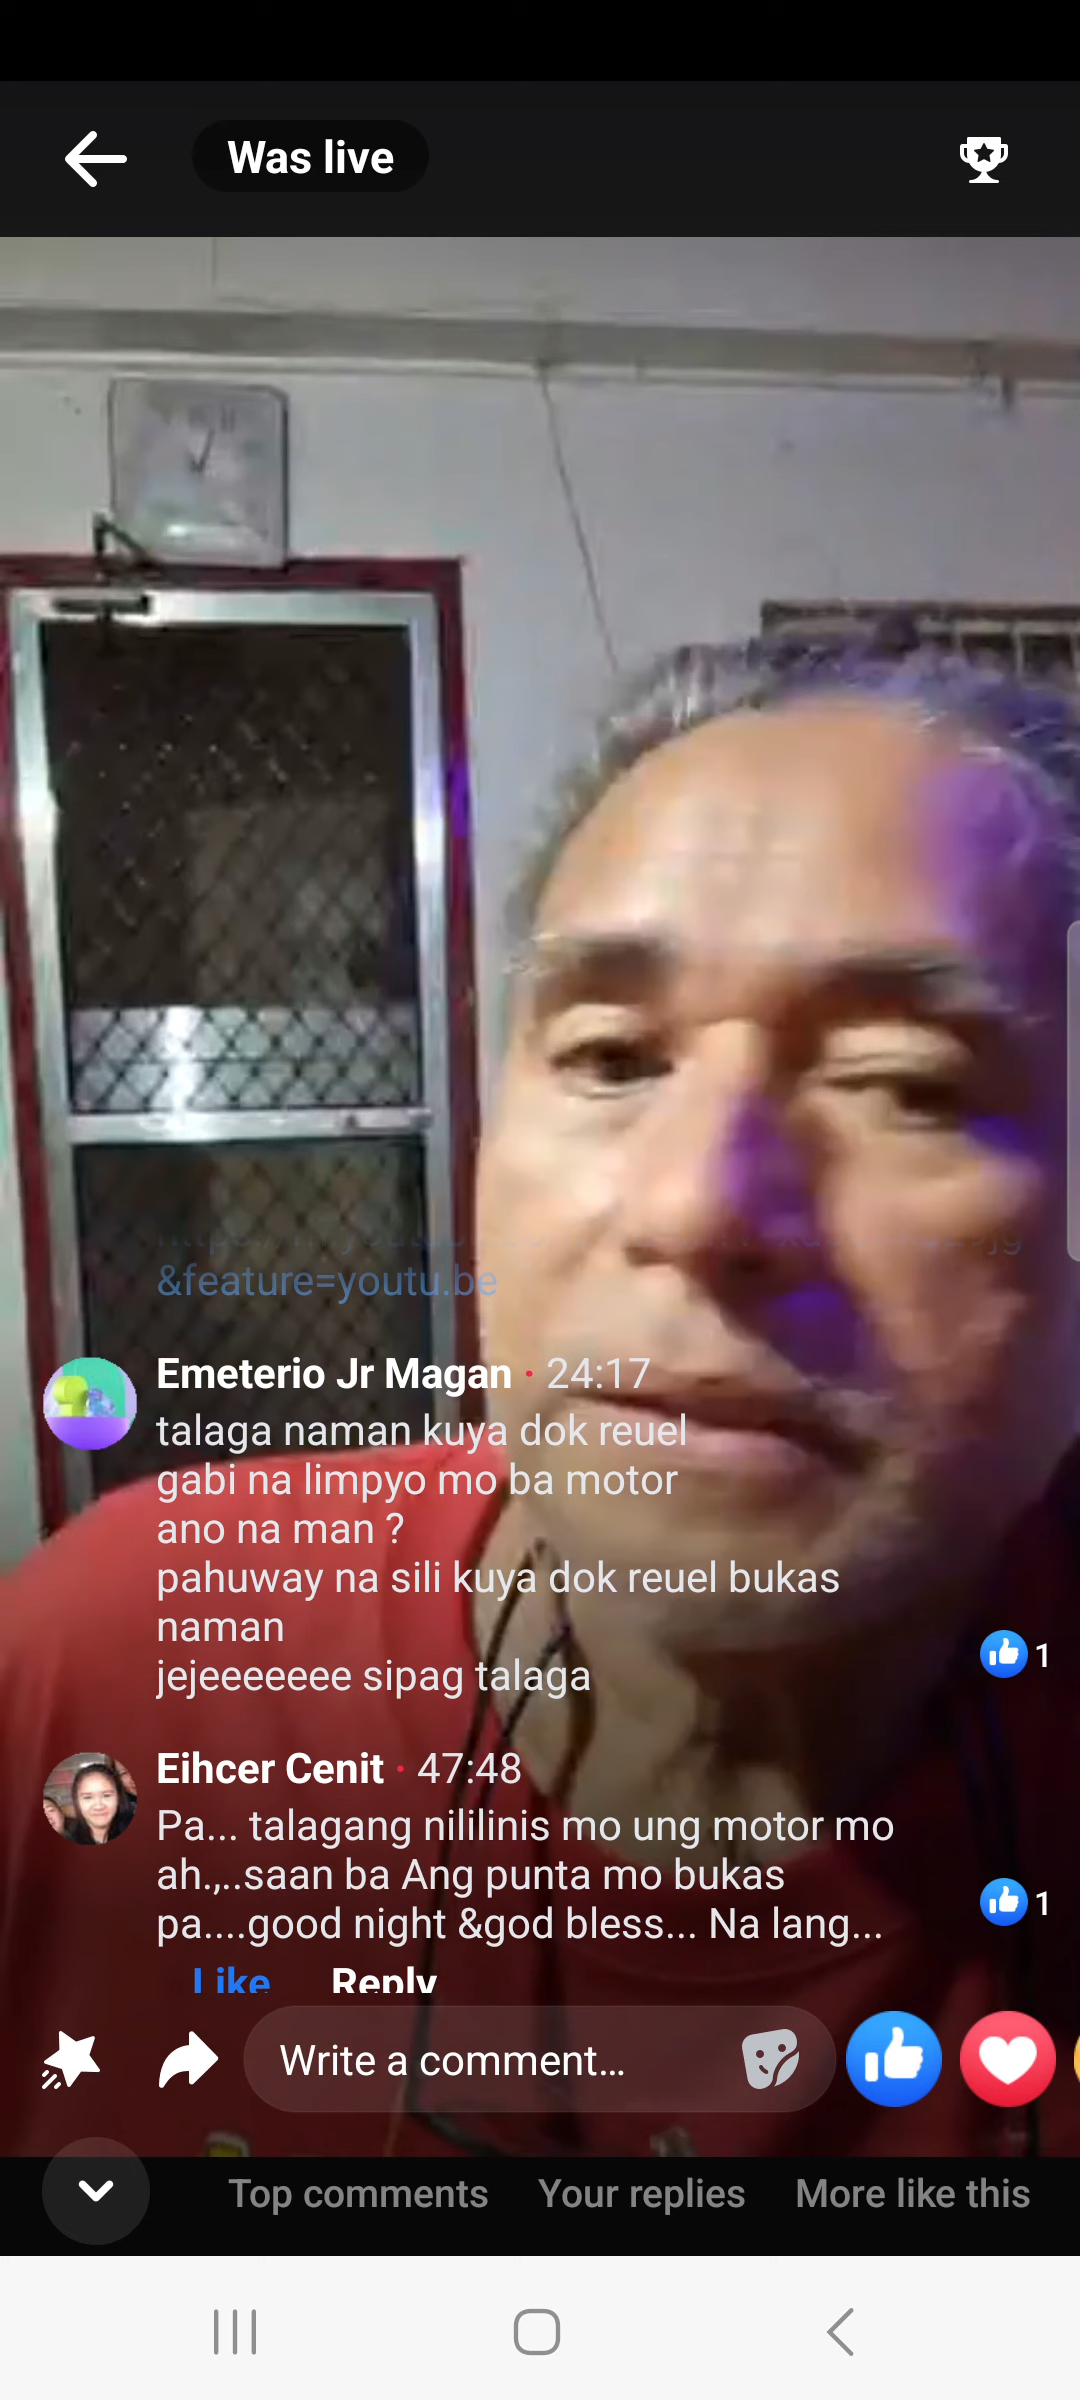 Was live
&feature=youtu.be
Emeterio Jr Magan · 24:17
talaga naman kuya dok reuel
gabi na limpyo mo ba motor
ano na man ?
pahuway na sili kuya dok reuel bukas
naman
jejeeeeeee sipag talaga
1
Eihcer Cenit · 47:48
Pa... talagang nililinis mo ung motor mo
ah.,..saan ba Ang punta mo bukas
pa....good night &god bless... Na lang...
1
Like Reply
Write a comment...
Top comments Your replies More like this